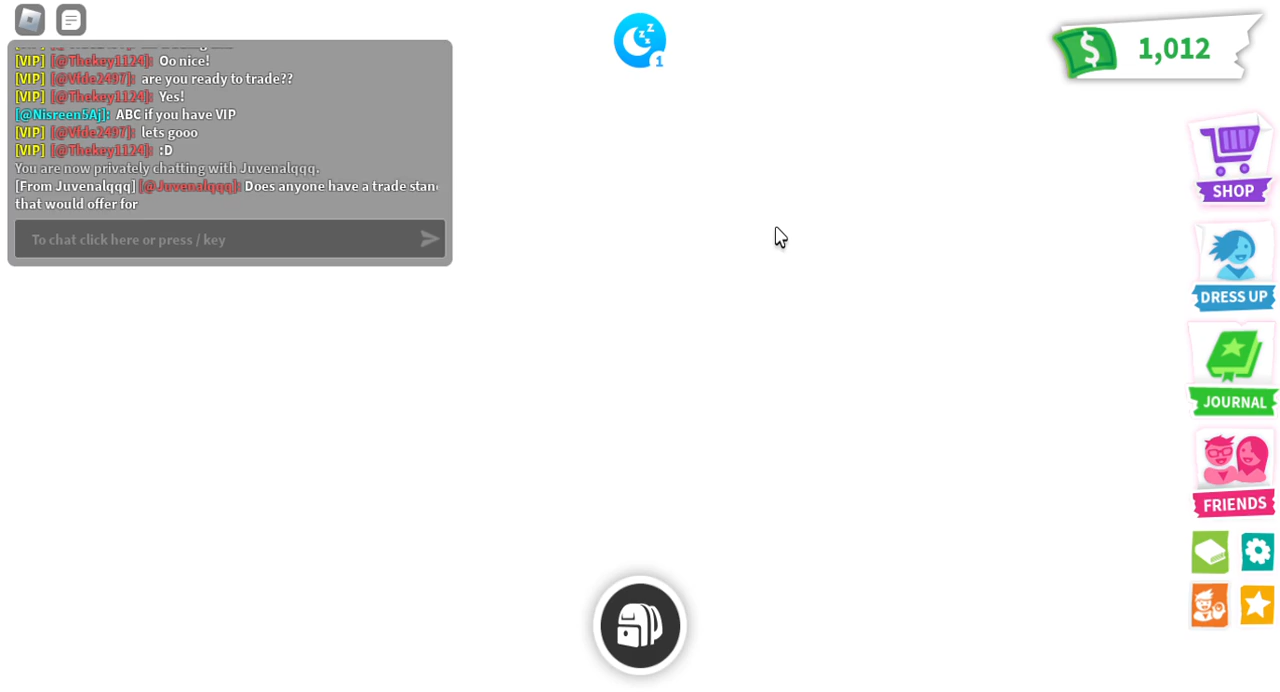 [VIP] [@Thekey1124]: Oo nice!
[VIP] [@Vide2497]: are you ready to trade??
[VIP] [@Thekey1124]: Yes!
[@Nisreen5Aj]: ABC if you have VIP
[VIP] [@Vide2497]: lets gooo
[VIP] [@Thekey1124]: :D
You are now privately chatting with Juvenalqqq.
[From Juvenalqqq] [@Juvenalqqq]: Does anyone have a trade stan
that would offer for
To chat click here or press / key
z z z z
1
$ 1,012
SHOP
DRESS UP
JOURNAL
FRIENDS